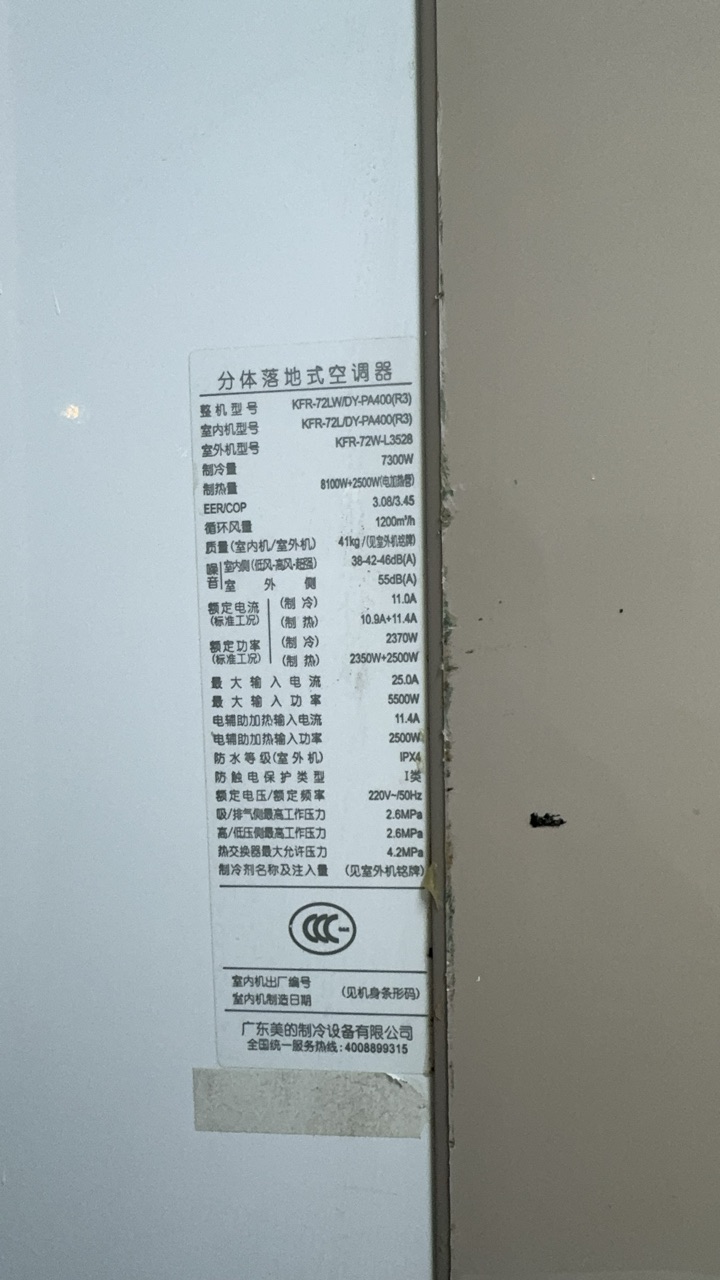 分体落地式空调器
整机型号 KFR-72LW/DY-PA400(R3)
室内机型号 KFR-72L/DY-PA400(R3)
室外机型号 KFR-72W-L3528
制冷量 7300W
制热量 8100W+2500W(电加热管)
EER/COP 3.08/3.45
循环风量 1200m³/h
质量(室内机/室外机) 41kg/(见室外机铭牌)
噪音 室内侧(低风-高风-超强) 38-42-46dB(A)
室外侧 55dB(A)
额定电流(标准工况) (制冷) 11.0A
(制热) 10.9A+11.4A
额定功率(标准工况) (制冷) 2370W
(制热) 2350W+2500W
最大输入电流 25.0A
最大输入功率 5500W
电辅助加热输入电流 11.4A
电辅助加热输入功率 2500W
防水等级(室外机) IPX4
防触电保护类型 I类
额定电压/额定频率 220V~/50Hz
吸/排气侧最高工作压力 2.6MPa
高/低压侧最高工作压力 2.6MPa
热交换器最大允许压力 4.2MPa
制冷剂名称及注入量 (见室外机铭牌)
CCC
室内机出厂编号 (见机身条形码)
室内机制造日期
广东美的制冷设备有限公司
全国统一服务热线:4008899315